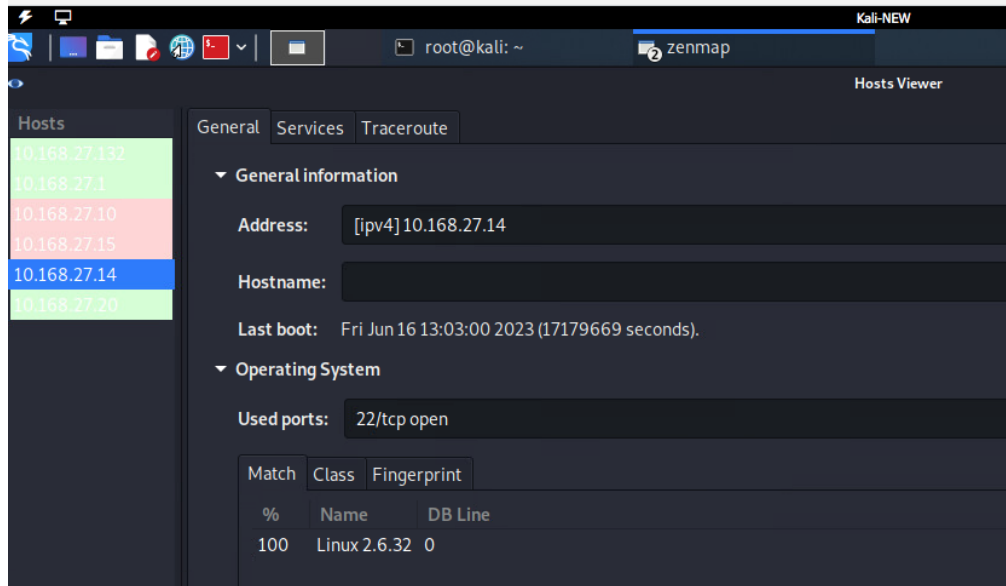 Kali-NEW
root@kali: ~
2 zenmap
Hosts Viewer
Hosts
General Services Traceroute
10.168.27.132
10.168.27.1
10.168.27.10
10.168.27.15
10.168.27.14
10.168.27.20
General information
Address: [ipv4] 10.168.27.14
Hostname:
Last boot: Fri Jun 16 13:03:00 2023 (17179669 seconds).
Operating System
Used ports: 22/tcp open
Match Class Fingerprint
% Name DB Line
100 Linux 2.6.32 0